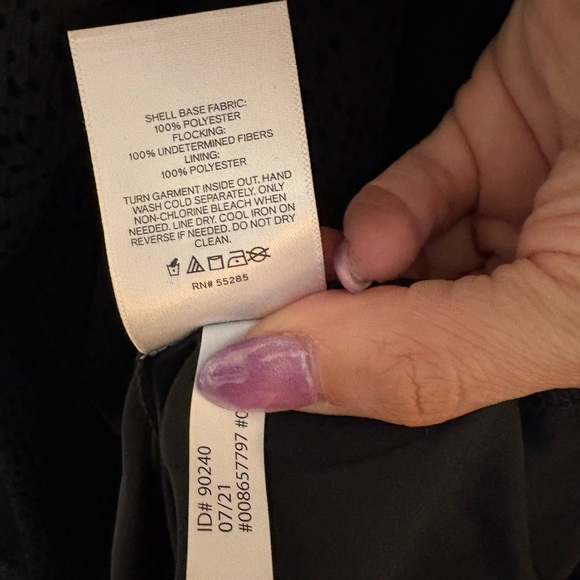 SHELL BASE FABRIC:
100% POLYESTER
FLOCKING:
100% UNDETERMINED FIBERS
LINING:
100% POLYESTER
TURN GARMENT INSIDE OUT. HAND
WASH COLD SEPARATELY. ONLY
NON-CHLORINE BLEACH WHEN
NEEDED. LINE DRY. COOL IRON ON
REVERSE IF NEEDED. DO NOT DRY
CLEAN.
RN# 55285
ID# 90240
07/21
#008657797 #0